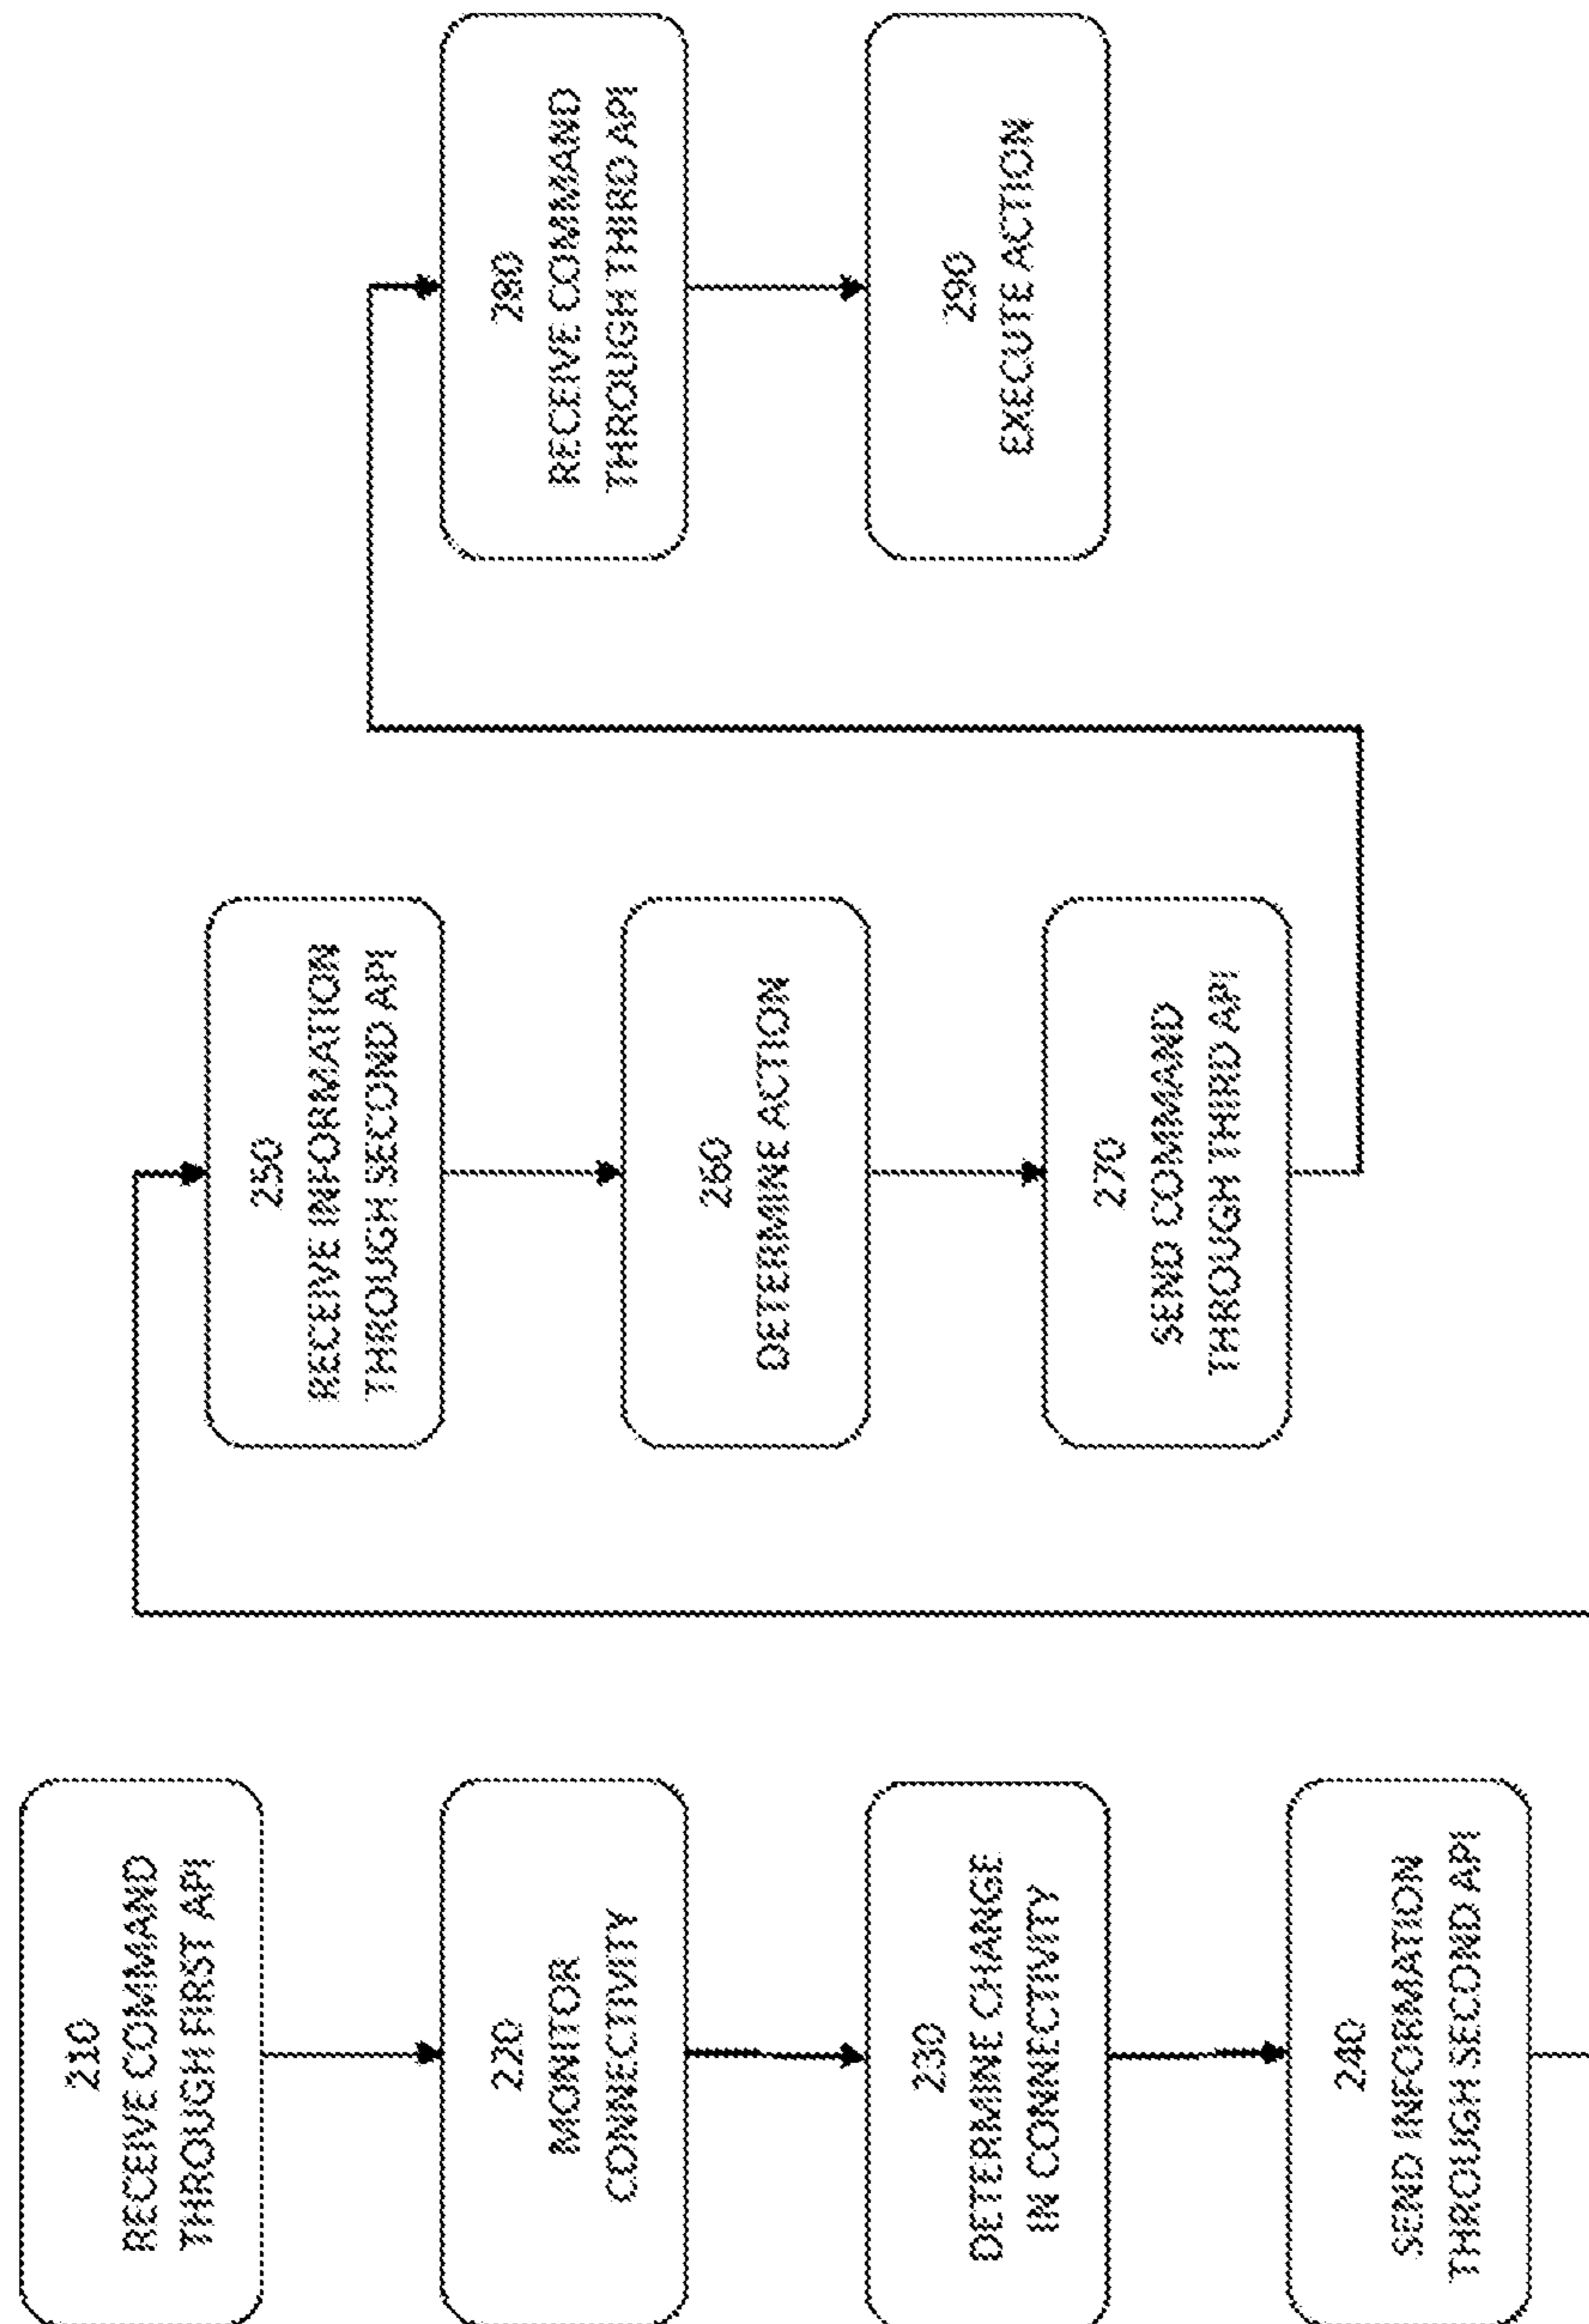 210
RECEIVE COMMAND
THROUGH FIRST API
220
MONITOR
CONNECTIVITY
230
DETERMINE CHANGE
IN CONNECTIVITY
240
SEND INFORMATION
THROUGH SECOND API
250
RECEIVE INFORMATION
THROUGH SECOND API
260
DETERMINE ACTION
270
SEND COMMAND
THROUGH THIRD API
280
RECEIVE COMMAND
THROUGH THIRD API
290
EXECUTE ACTION